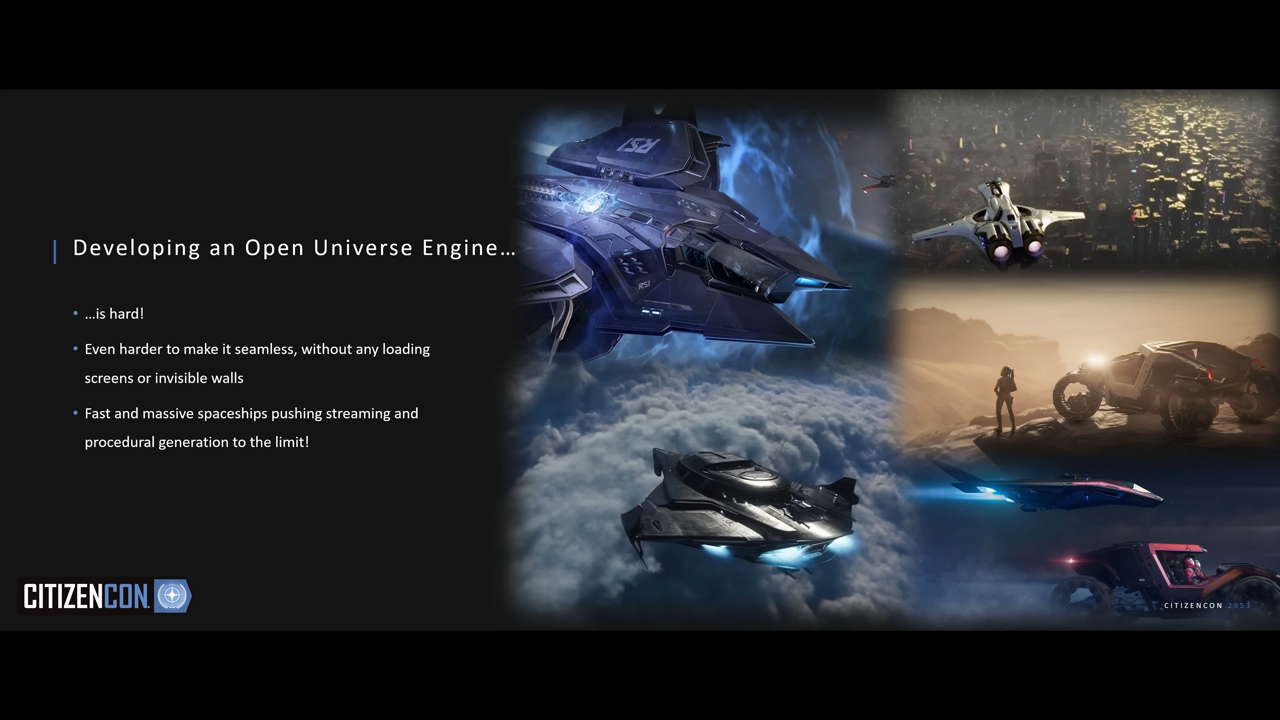 Developing an Open Universe Engine…
…is hard!
Even harder to make it seamless, without any loading
screens or invisible walls
Fast and massive spaceships pushing streaming and
procedural generation to the limit!
RSI
RSI
CITIZENCON
CITIZENCON 2953